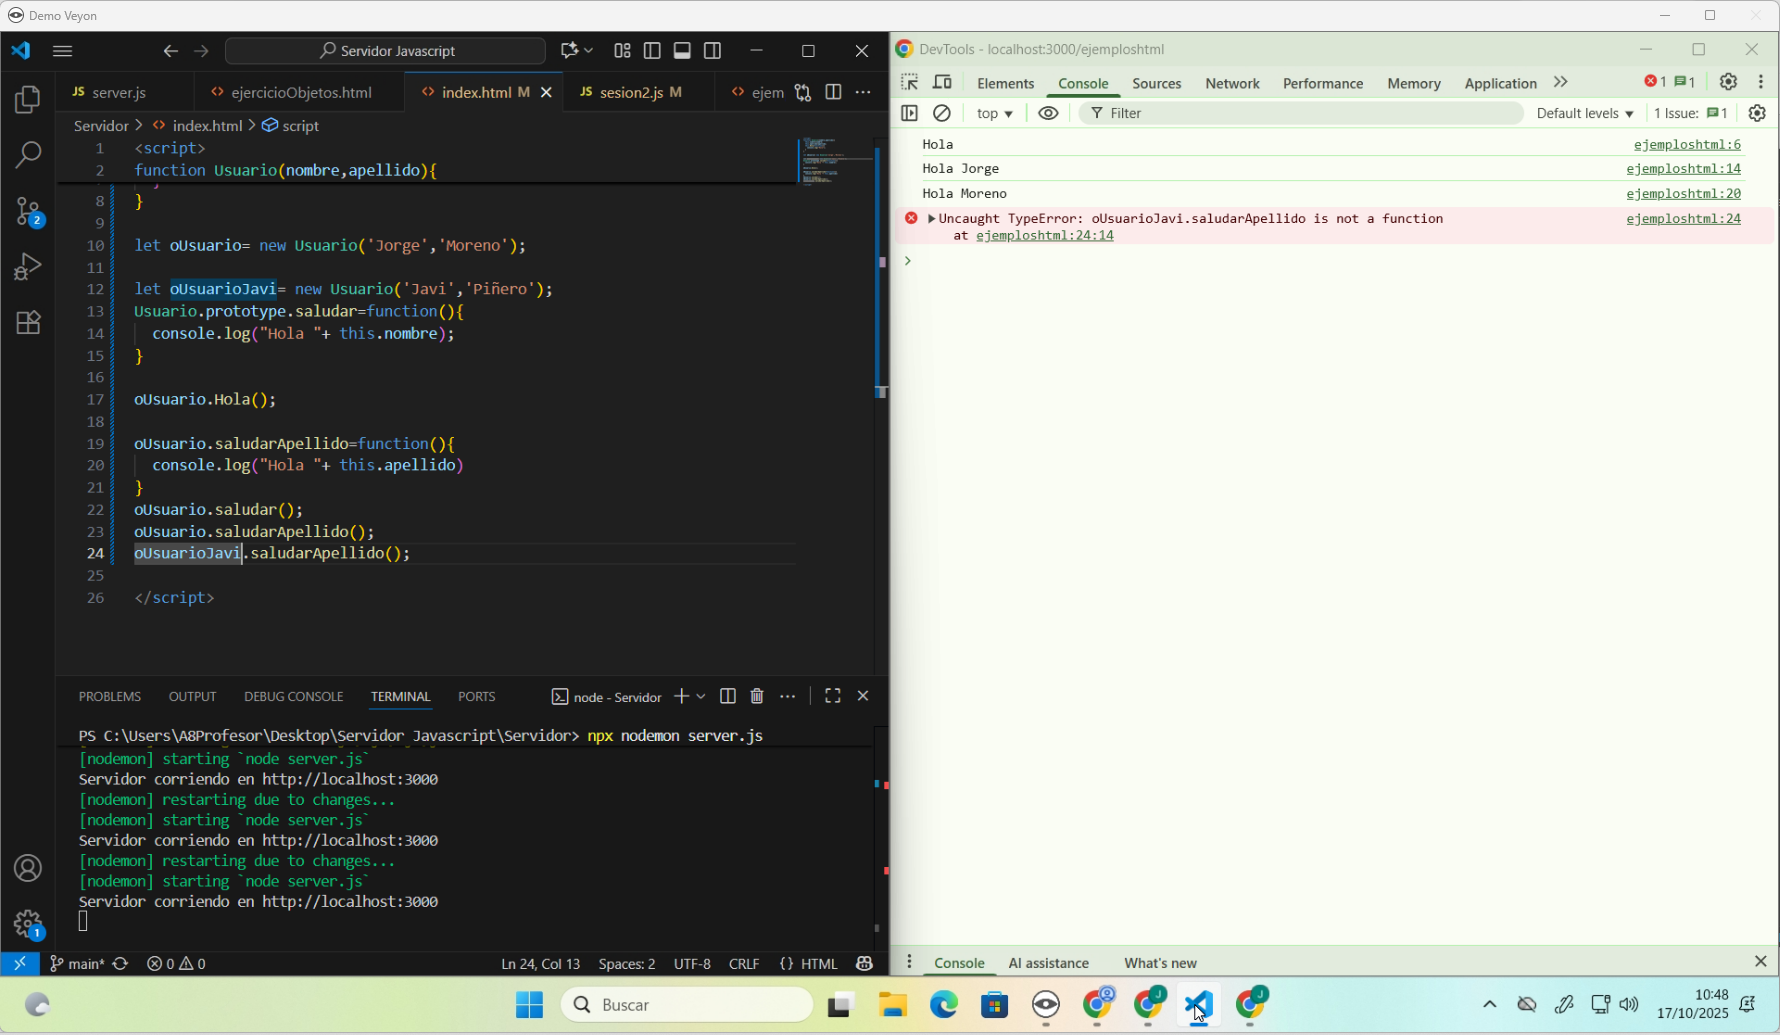 Demo Veyon
Servidor Javascript
JS server.js
<> ejercicioObjetos.html
<> index.html M
JS sesion2.js M
<> ejem
Servidor > <> index.html > script
1 <script>
2 function Usuario(nombre,apellido){
8 }
9
10 let oUsuario= new Usuario('Jorge','Moreno');
11
12 let oUsuarioJavi= new Usuario('Javi','Piñero');
13 Usuario.prototype.saludar=function(){
14 console.log("Hola "+ this.nombre);
15 }
16
17 oUsuario.Hola();
18
19 oUsuario.saludarApellido=function(){
20 console.log("Hola "+ this.apellido)
21 }
22 oUsuario.saludar();
23 oUsuario.saludarApellido();
24 oUsuarioJavi.saludarApellido();
25
26 </script>
2
1
PROBLEMS OUTPUT DEBUG CONSOLE TERMINAL PORTS
node - Servidor
PS C:\Users\A8Profesor\Desktop\Servidor Javascript\Servidor> npx nodemon server.js
[nodemon] starting `node server.js`
Servidor corriendo en http://localhost:3000
[nodemon] restarting due to changes...
[nodemon] starting `node server.js`
Servidor corriendo en http://localhost:3000
[nodemon] restarting due to changes...
[nodemon] starting `node server.js`
Servidor corriendo en http://localhost:3000
main* 0 0
Ln 24, Col 13 Spaces: 2 UTF-8 CRLF {} HTML
DevTools - localhost:3000/ejemploshtml
Elements Console Sources Network Performance Memory Application >> 1 1
top Filter Default levels 1 Issue: 1
Hola ejemploshtml:6
Hola Jorge ejemploshtml:14
Hola Moreno ejemploshtml:20
Uncaught TypeError: oUsuarioJavi.saludarApellido is not a function ejemploshtml:24
at ejemploshtml:24:14
Console AI assistance What's new
Buscar
J
J
10:48
17/10/2025